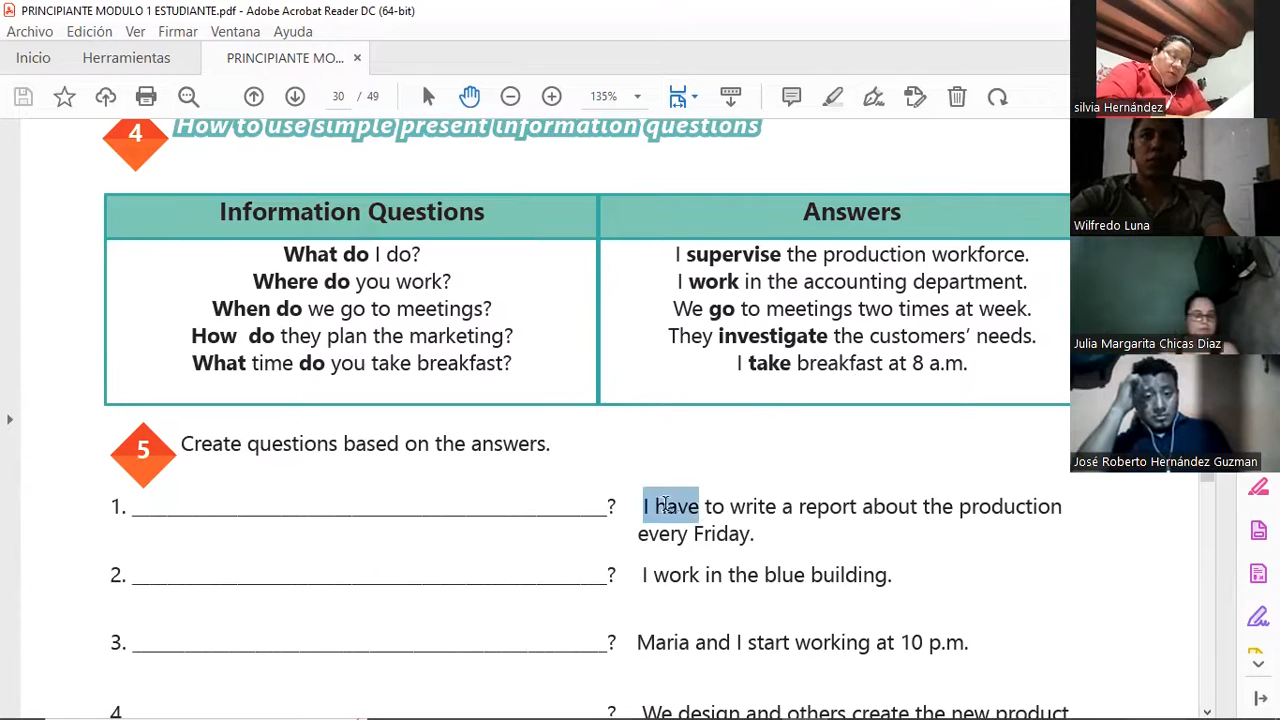 PRINCIPIANTE MODULO 1 ESTUDIANTE.pdf - Adobe Acrobat Reader DC (64-bit)
Archivo Edición Ver Firmar Ventana Ayuda
Inicio Herramientas PRINCIPIANTE MO... ×
30 / 49 135%
4 How to use simple present information questions
Information Questions Answers
What do I do? I supervise the production workforce.
Where do you work? I work in the accounting department.
When do we go to meetings? We go to meetings two times at week.
How do they plan the marketing? They investigate the customers’ needs.
What time do you take breakfast? I take breakfast at 8 a.m.
5 Create questions based on the answers.
1. ___________________________________________? I have to write a report about the production
every Friday.
2. ___________________________________________? I work in the blue building.
3. ___________________________________________? Maria and I start working at 10 p.m.
4 ___________________________________________? We design and others create the new product
silvia Hernández
Wilfredo Luna
Julia Margarita Chicas Diaz
José Roberto Hernández Guzman